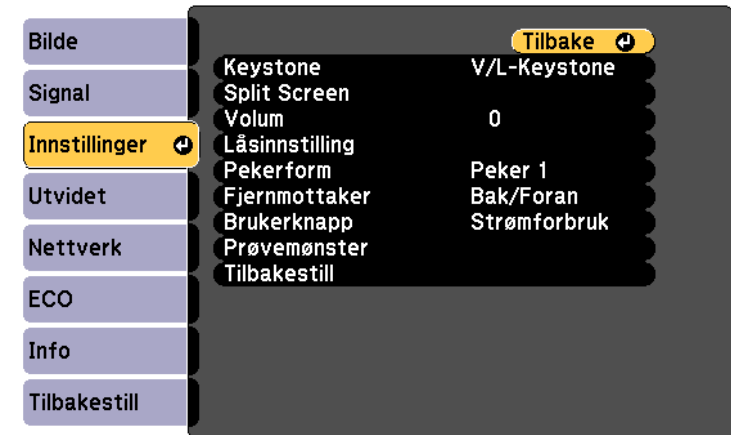 Bilde
Signal
Innstillinger
Utvidet
Nettverk
ECO
Info
Tilbakestill
Tilbake
Keystone V/L-Keystone
Split Screen
Volum 0
Låsinnstilling
Pekerform Peker 1
Fjernmottaker Bak/Foran
Brukerknapp Strømforbruk
Prøvemønster
Tilbakestill